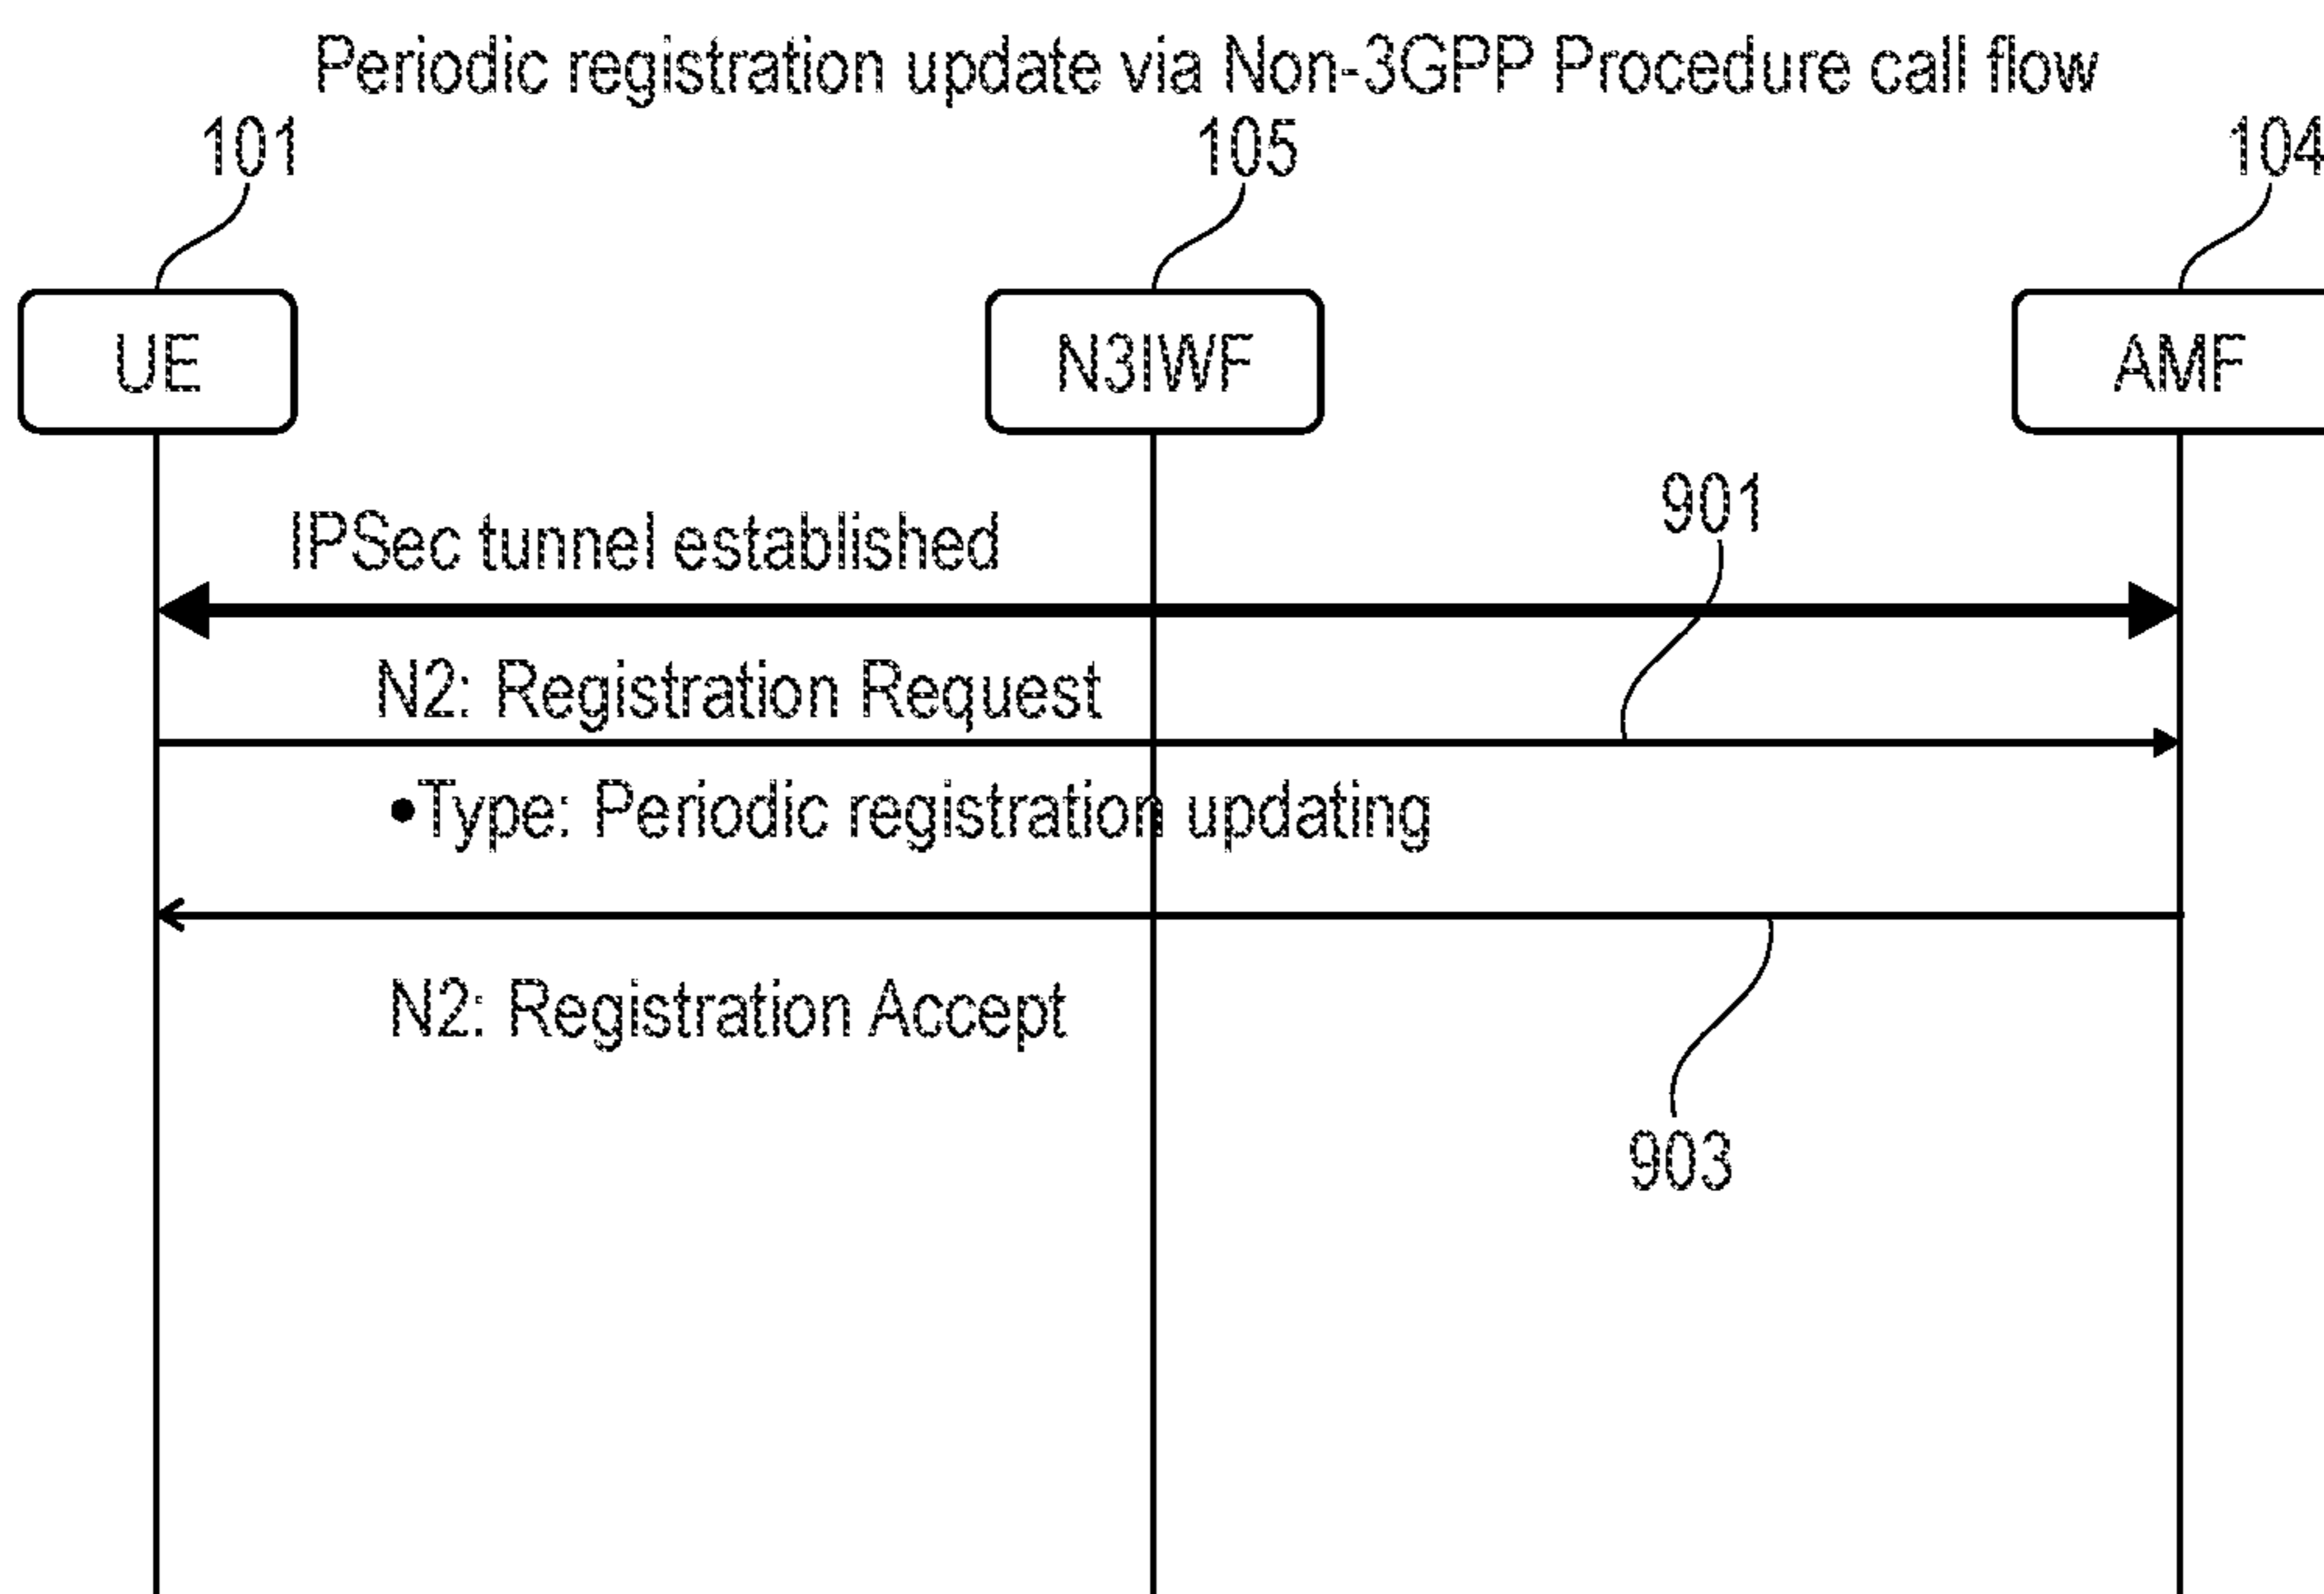 Periodic registration update via Non-3GPP Procedure call flow
101
105
104
UE
N3IWF
AMF
901
IPSec tunnel established
N2: Registration Request
•Type: Periodic registration updating
N2: Registration Accept
903